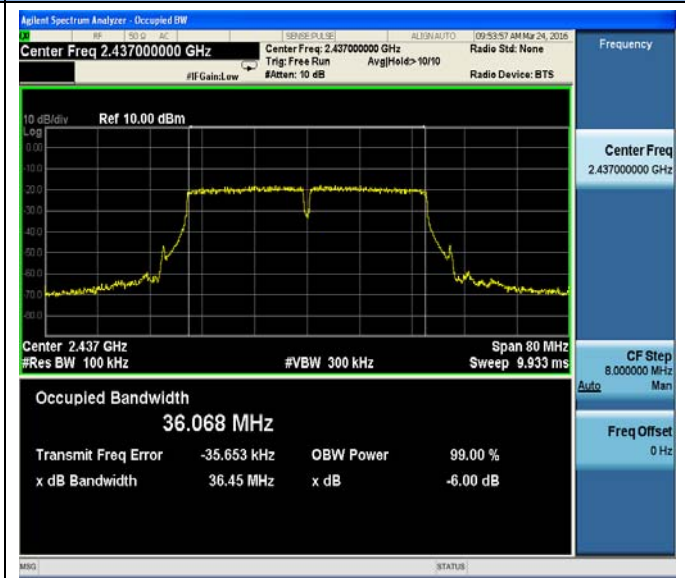 Agilent Spectrum Analyzer - Occupied BW
RF 50 Ω AC SENSE:PULSE ALIGN AUTO 09:53:57 AM Mar 24, 2016
Center Freq 2.437000000 GHz
Center Freq: 2.437000000 GHz
Radio Std: None
Trig: Free Run Avg|Hold:> 10/10
#IFGain:Low #Atten: 10 dB
Radio Device: BTS
Frequency
10 dB/div Ref 10.00 dBm
Log
0.00
-10.0
-20.0
-30.0
-40.0
-50.0
-60.0
-70.0
-80.0
Center 2.437 GHz Span 80 MHz
#Res BW 100 kHz #VBW 300 kHz Sweep 9.933 ms
Occupied Bandwidth
36.068 MHz
Transmit Freq Error -35.653 kHz OBW Power 99.00 %
x dB Bandwidth 36.45 MHz x dB -6.00 dB
Center Freq
2.437000000 GHz
CF Step
8.000000 MHz
Auto Man
Freq Offset
0 Hz
MSG STATUS